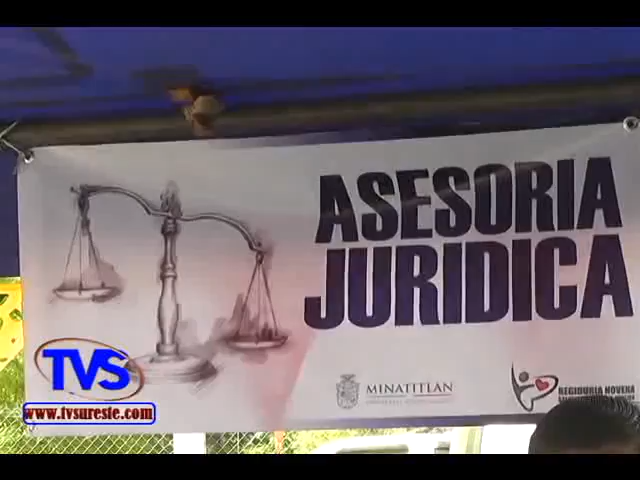 ASESORIA
JURIDICA
MINATITLAN
REGIDURIA NOVENA
TVS
www.tvsureste.com